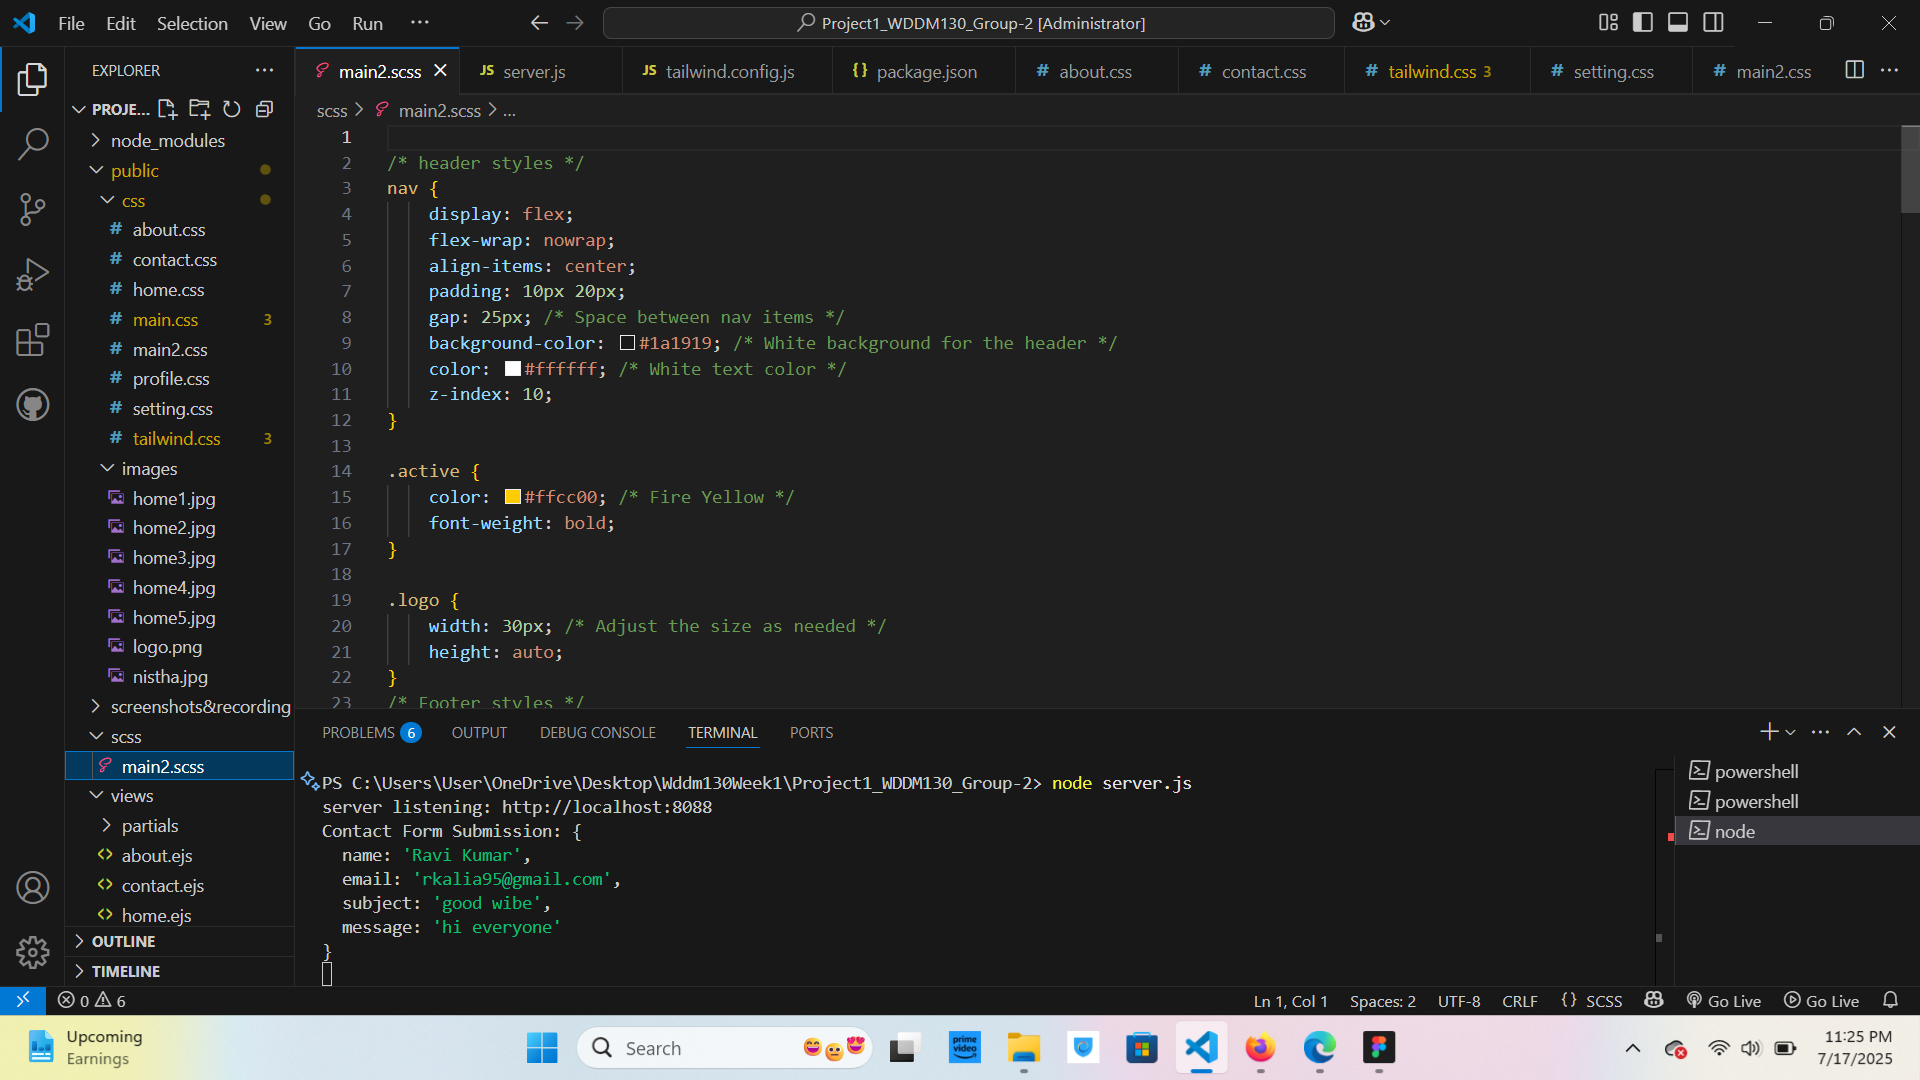 File Edit Selection View Go Run ···
Project1_WDDM130_Group-2 [Administrator]
EXPLORER
PROJE...
node_modules
public
css
# about.css
# contact.css
# home.css
# main.css 3
# main2.css
# profile.css
# setting.css
# tailwind.css 3
images
home1.jpg
home2.jpg
home3.jpg
home4.jpg
home5.jpg
logo.png
nistha.jpg
screenshots&recording
scss
main2.scss
views
partials
<> about.ejs
<> contact.ejs
<> home.ejs
OUTLINE
TIMELINE
main2.scss
JS server.js
JS tailwind.config.js
{} package.json
# about.css
# contact.css
# tailwind.css 3
# setting.css
# main2.css
scss > main2.scss > ...
1
2 /* header styles */
3 nav {
4 display: flex;
5 flex-wrap: nowrap;
6 align-items: center;
7 padding: 10px 20px;
8 gap: 25px; /* Space between nav items */
9 background-color: #1a1919; /* White background for the header */
10 color: #ffffff; /* White text color */
11 z-index: 10;
12 }
13
14 .active {
15 color: #ffcc00; /* Fire Yellow */
16 font-weight: bold;
17 }
18
19 .logo {
20 width: 30px; /* Adjust the size as needed */
21 height: auto;
22 }
23 /* Footer styles */
PROBLEMS 6 OUTPUT DEBUG CONSOLE TERMINAL PORTS
PS C:\Users\User\OneDrive\Desktop\Wddm130Week1\Project1_WDDM130_Group-2> node server.js
server listening: http://localhost:8088
Contact Form Submission: {
name: 'Ravi Kumar',
email: 'rkalia95@gmail.com',
subject: 'good wibe',
message: 'hi everyone'
}
powershell
powershell
node
0 6
Ln 1, Col 1 Spaces: 2 UTF-8 CRLF {} SCSS Go Live Go Live
Upcoming
Earnings
Search
prime video
11:25 PM
7/17/2025